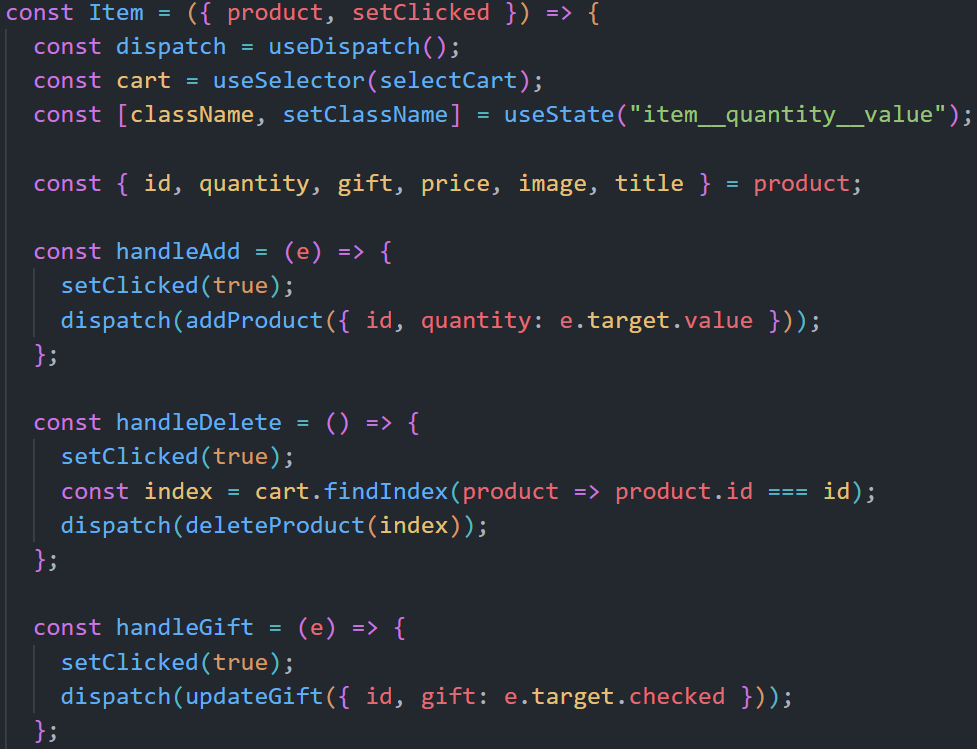 const Item = ({ product, setClicked }) => {
const dispatch = useDispatch();
const cart = useSelector(selectCart);
const [className, setClassName] = useState("item__quantity__value");
const { id, quantity, gift, price, image, title } = product;
const handleAdd = (e) => {
setClicked(true);
dispatch(addProduct({ id, quantity: e.target.value }));
};
const handleDelete = () => {
setClicked(true);
const index = cart.findIndex(product => product.id === id);
dispatch(deleteProduct(index));
};
const handleGift = (e) => {
setClicked(true);
dispatch(updateGift({ id, gift: e.target.checked }));
};